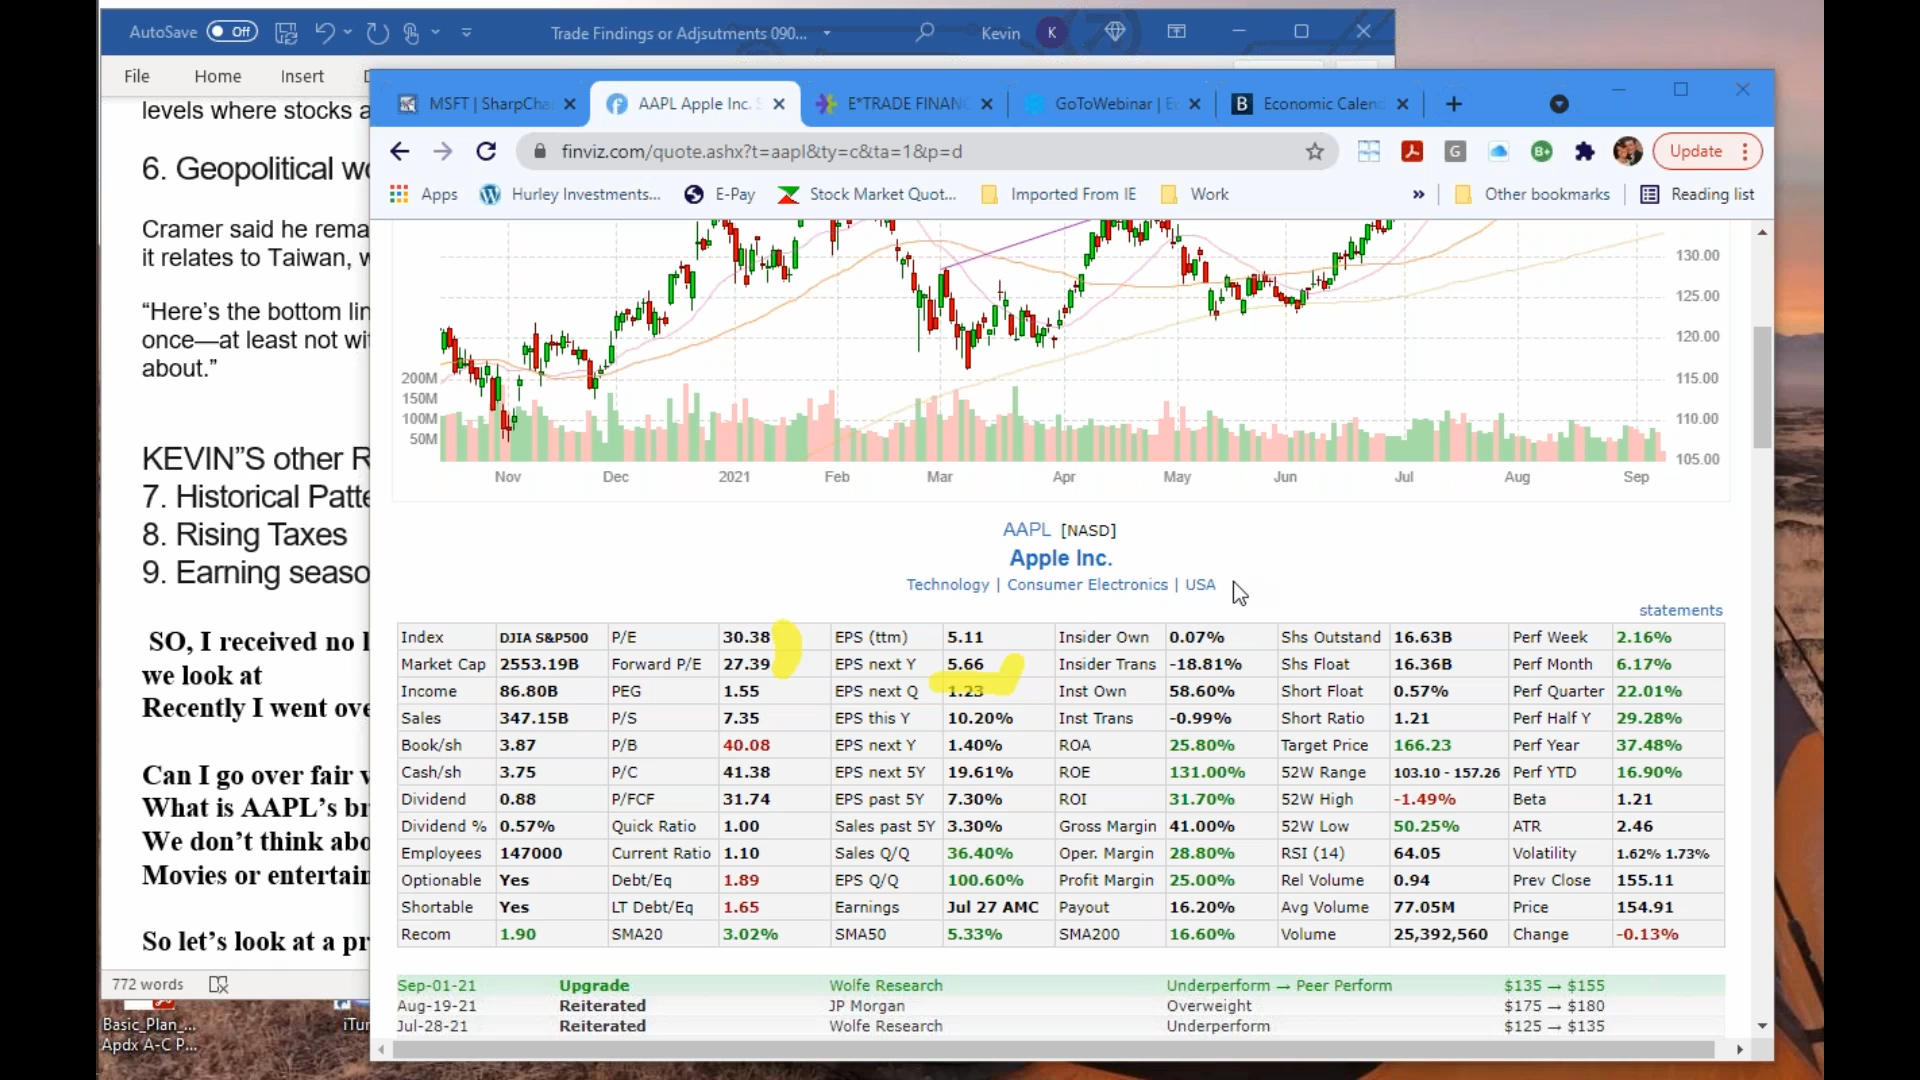 AutoSave Off Trade Findings or Adjsutments 090... Kevin K
File Home Insert
levels where stocks a
6. Geopolitical wo
Cramer said he rema
it relates to Taiwan, w
“Here’s the bottom lin
once—at least not wit
about.”
KEVIN”S other R
7. Historical Patte
8. Rising Taxes
9. Earning seaso
SO, I received no l
we look at
Recently I went ove
Can I go over fair v
What is AAPL’s br
We don’t think abo
Movies or entertain
So let’s look at a pr
772 words
Basic_Plan_...
Apdx A-C P...
iTun
MSFT | SharpCha AAPL Apple Inc. S E*TRADE FINAN GoToWebinar | Ec B Economic Calen
finviz.com/quote.ashx?t=aapl&ty=c&ta=1&p=d G B+ Update
Apps Hurley Investments... E-Pay Stock Market Quot... Imported From IE Work » Other bookmarks Reading list
130.00
125.00
120.00
200M 115.00
150M
100M 110.00
50M
105.00
Nov Dec 2021 Feb Mar Apr May Jun Jul Aug Sep
AAPL [NASD]
Apple Inc.
Technology | Consumer Electronics | USA
statements
Index DJIA S&P500 P/E 30.38 EPS (ttm) 5.11 Insider Own 0.07% Shs Outstand 16.63B Perf Week 2.16%
Market Cap 2553.19B Forward P/E 27.39 EPS next Y 5.66 Insider Trans -18.81% Shs Float 16.36B Perf Month 6.17%
Income 86.80B PEG 1.55 EPS next Q 1.23 Inst Own 58.60% Short Float 0.57% Perf Quarter 22.01%
Sales 347.15B P/S 7.35 EPS this Y 10.20% Inst Trans -0.99% Short Ratio 1.21 Perf Half Y 29.28%
Book/sh 3.87 P/B 40.08 EPS next Y 1.40% ROA 25.80% Target Price 166.23 Perf Year 37.48%
Cash/sh 3.75 P/C 41.38 EPS next 5Y 19.61% ROE 131.00% 52W Range 103.10 - 157.26 Perf YTD 16.90%
Dividend 0.88 P/FCF 31.74 EPS past 5Y 7.30% ROI 31.70% 52W High -1.49% Beta 1.21
Dividend % 0.57% Quick Ratio 1.00 Sales past 5Y 3.30% Gross Margin 41.00% 52W Low 50.25% ATR 2.46
Employees 147000 Current Ratio 1.10 Sales Q/Q 36.40% Oper. Margin 28.80% RSI (14) 64.05 Volatility 1.62% 1.73%
Optionable Yes Debt/Eq 1.89 EPS Q/Q 100.60% Profit Margin 25.00% Rel Volume 0.94 Prev Close 155.11
Shortable Yes LT Debt/Eq 1.65 Earnings Jul 27 AMC Payout 16.20% Avg Volume 77.05M Price 154.91
Recom 1.90 SMA20 3.02% SMA50 5.33% SMA200 16.60% Volume 25,392,560 Change -0.13%
Sep-01-21 Upgrade Wolfe Research Underperform → Peer Perform $135 → $155
Aug-19-21 Reiterated JP Morgan Overweight $175 → $180
Jul-28-21 Reiterated Wolfe Research Underperform $125 → $135